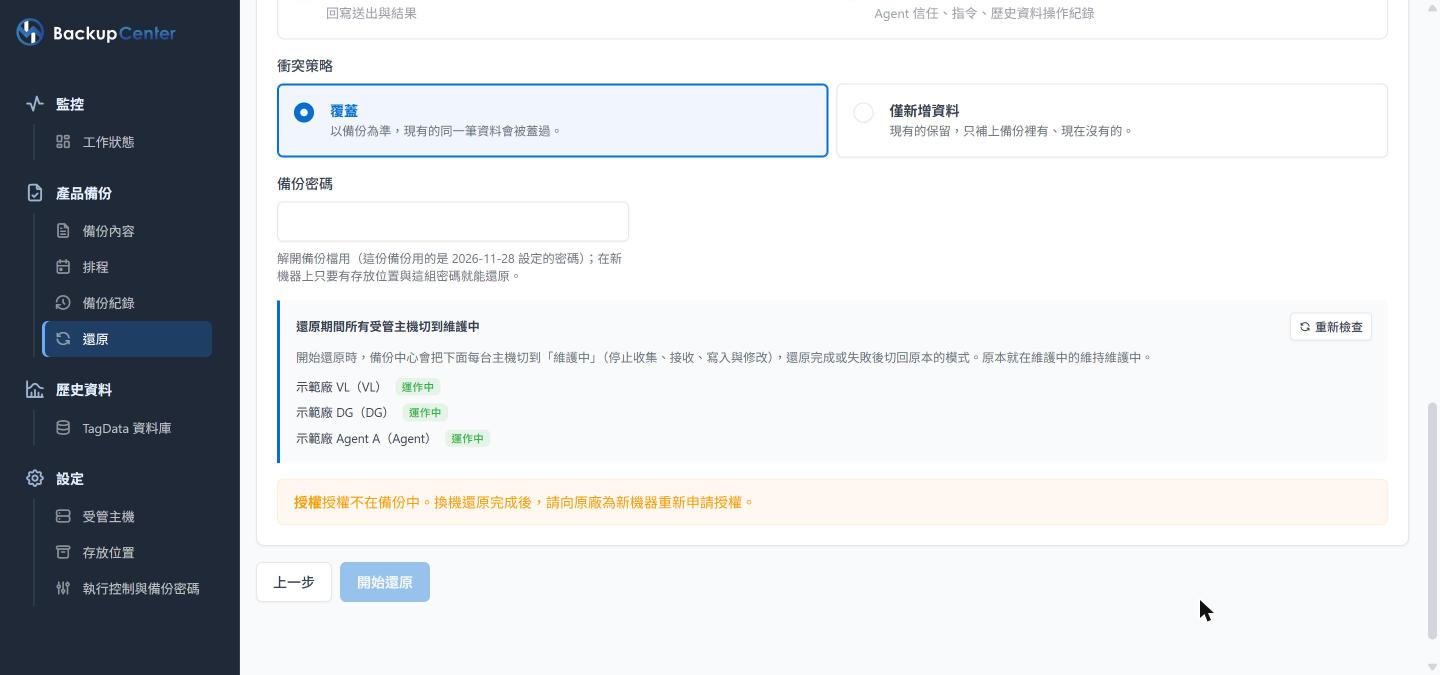 BackupCenter
監控
工作狀態
產品備份
備份內容
排程
備份紀錄
還原
歷史資料
TagData 資料庫
設定
受管主機
存放位置
執行控制與備份密碼
回寫送出與結果
Agent 信任、指令、歷史資料操作紀錄
衝突策略
覆蓋
以備份為準，現有的同一筆資料會被蓋過。
僅新增資料
現有的保留，只補上備份裡有、現在沒有的。
備份密碼
解開備份檔用（這份備份用的是 2026-11-28 設定的密碼）；在新
機器上只要有存放位置與這組密碼就能還原。
還原期間所有受管主機切到維護中
重新檢查
開始還原時，備份中心會把下面每台主機切到「維護中」（停止收集、接收、寫入與修改），還原完成或失敗後切回原本的模式。原本就在維護中的維持維護中。
示範廠 VL（VL） 運作中
示範廠 DG（DG） 運作中
示範廠 Agent A（Agent） 運作中
授權授權不在備份中。換機還原完成後，請向原廠為新機器重新申請授權。
上一步
開始還原